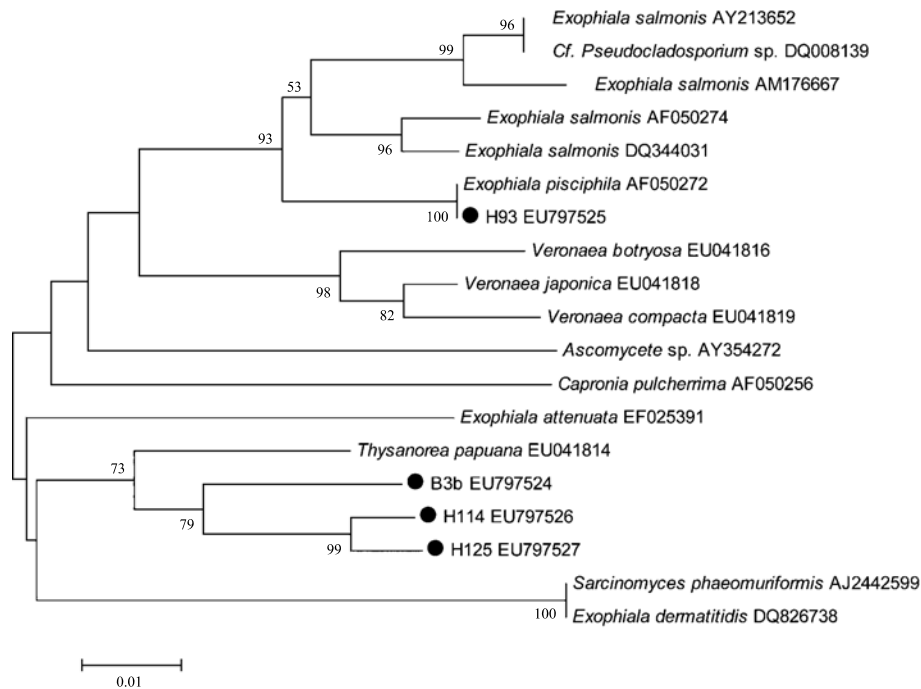 Exophiala salmonis AY213652
96
Cf. Pseudocladosporium sp. DQ008139
99
Exophiala salmonis AM176667
53
Exophiala salmonis AF050274
93
96
Exophiala salmonis DQ344031
Exophiala pisciphila AF050272
100
H93 EU797525
Veronaea botryosa EU041816
98
Veronaea japonica EU041818
82
Veronaea compacta EU041819
Ascomycete sp. AY354272
Capronia pulcherrima AF050256
Exophiala attenuata EF025391
Thysanorea papuana EU041814
73
B3b EU797524
79
H114 EU797526
99
H125 EU797527
Sarcinomyces phaeomuriformis AJ2442599
100
Exophiala dermatitidis DQ826738
0.01